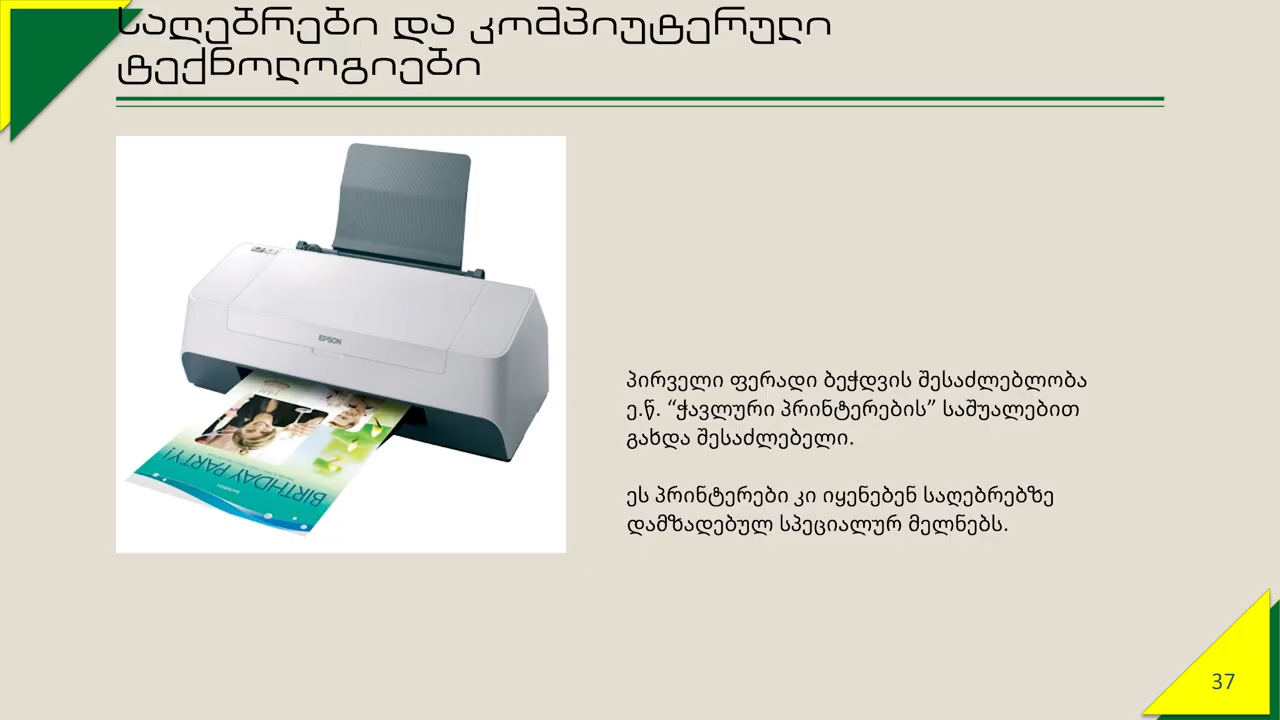 საღებრები და კომპიუტერული
ტექნოლოგიები
EPSON
BIRTHDAY PARTY!
პირველი ფერადი ბეჭდვის შესაძლებლობა
ე.წ. “ჭავლური პრინტერების” საშუალებით
გახდა შესაძლებელი.
ეს პრინტერები კი იყენებენ საღებრებზე
დამზადებულ სპეციალურ მელნებს.
37